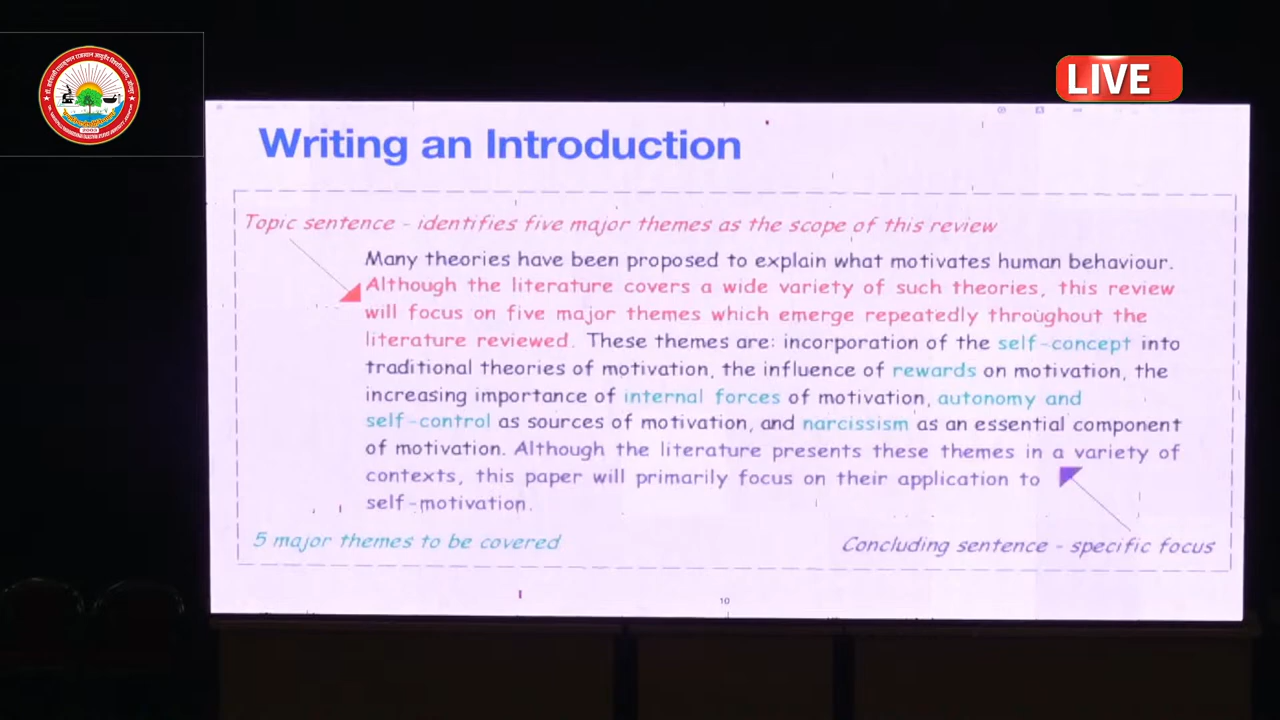 LIVE
Writing an Introduction
Topic sentence - identifies five major themes as the scope of this review
Many theories have been proposed to explain what motivates human behaviour.
Although the literature covers a wide variety of such theories, this review
will focus on five major themes which emerge repeatedly throughout the
literature reviewed. These themes are: incorporation of the self-concept into
traditional theories of motivation, the influence of rewards on motivation, the
increasing importance of internal forces of motivation, autonomy and
self-control as sources of motivation, and narcissism as an essential component
of motivation. Although the literature presents these themes in a variety of
contexts, this paper will primarily focus on their application to
self-motivation.
5 major themes to be covered
Concluding sentence - specific focus
10
2003